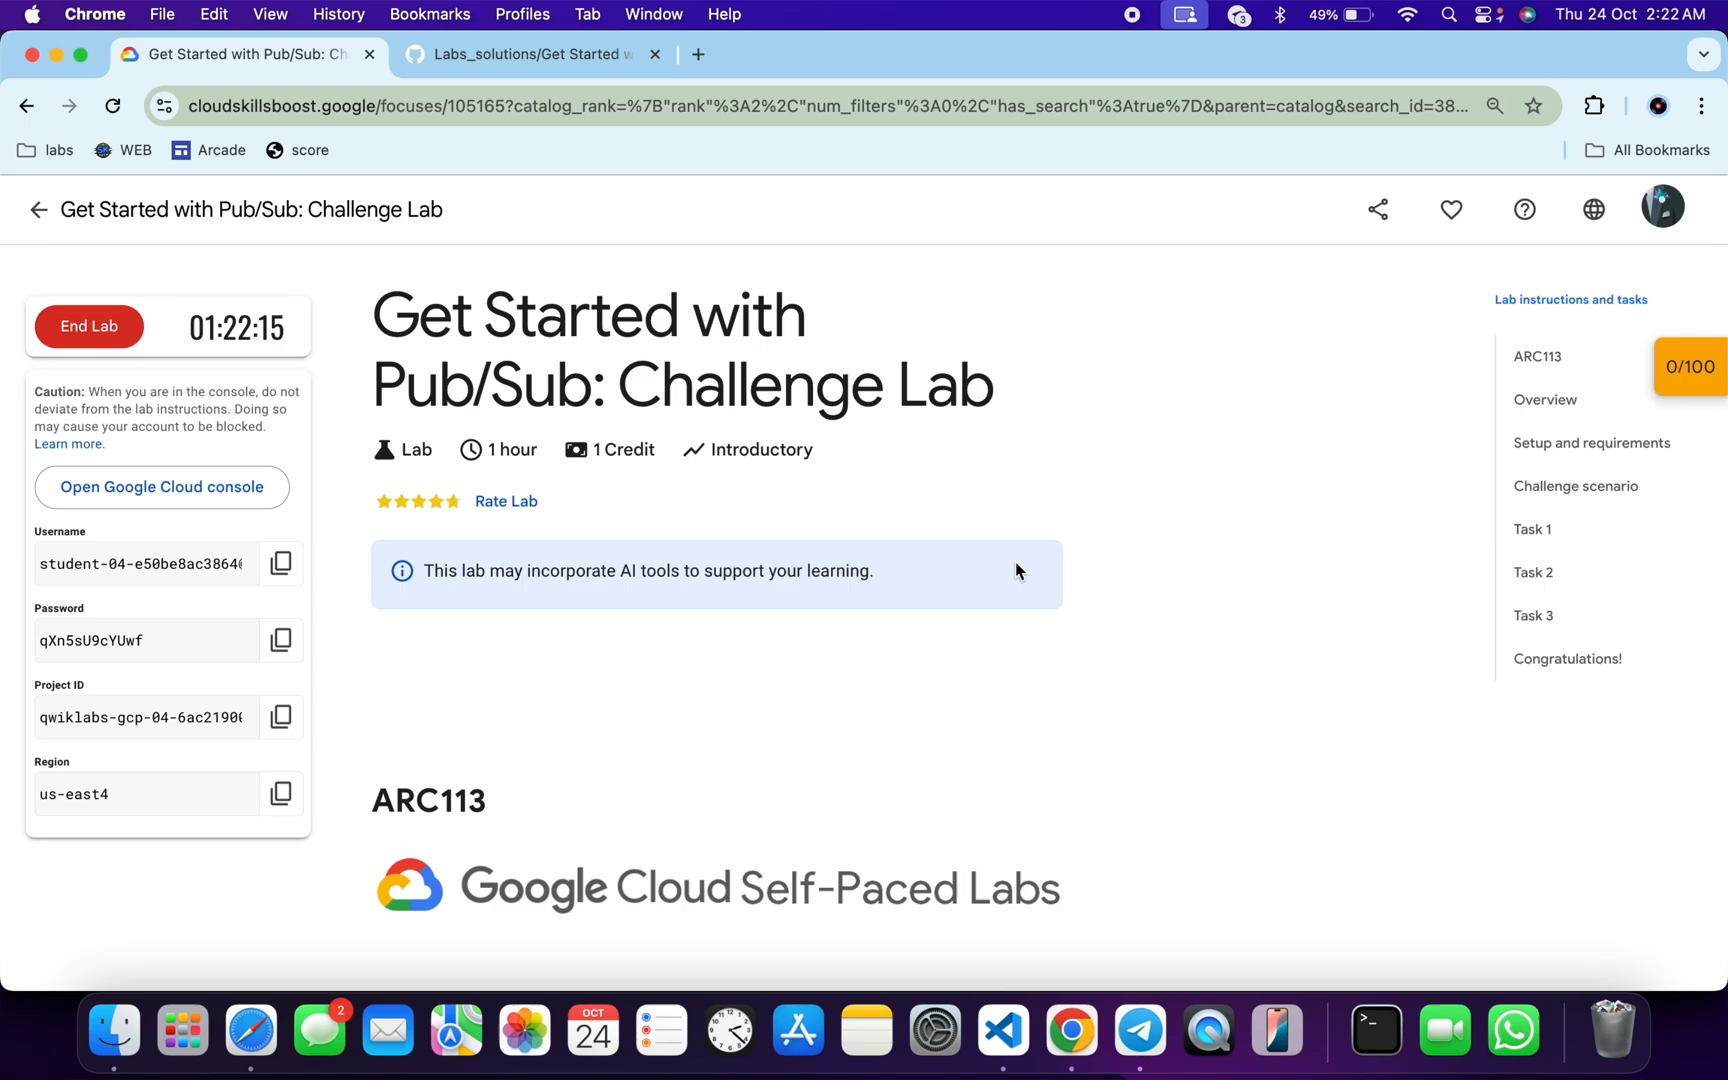 Chrome File Edit View History Bookmarks Profiles Tab Window Help 3 49% Thu 24 Oct 2:22 AM
Get Started with Pub/Sub: Ch Labs_solutions/Get Started w
cloudskillsboost.google/focuses/105165?catalog_rank=%7B"rank"%3A2%2C"num_filters"%3A0%2C"has_search"%3Atrue%7D&parent=catalog&search_id=38...
labs WEB Arcade score All Bookmarks
Get Started with Pub/Sub: Challenge Lab
End Lab 01:22:15
Caution: When you are in the console, do not
deviate from the lab instructions. Doing so
may cause your account to be blocked.
Learn more.
Open Google Cloud console
Username
student-04-e50be8ac3864
Password
qXn5sU9cYUwf
Project ID
qwiklabs-gcp-04-6ac2190
Region
us-east4
Get Started with
Pub/Sub: Challenge Lab
Lab 1 hour 1 Credit Introductory
Rate Lab
This lab may incorporate AI tools to support your learning.
ARC113
Google Cloud Self-Paced Labs
Lab instructions and tasks
ARC113
0/100
Overview
Setup and requirements
Challenge scenario
Task 1
Task 2
Task 3
Congratulations!
2
OCT
24